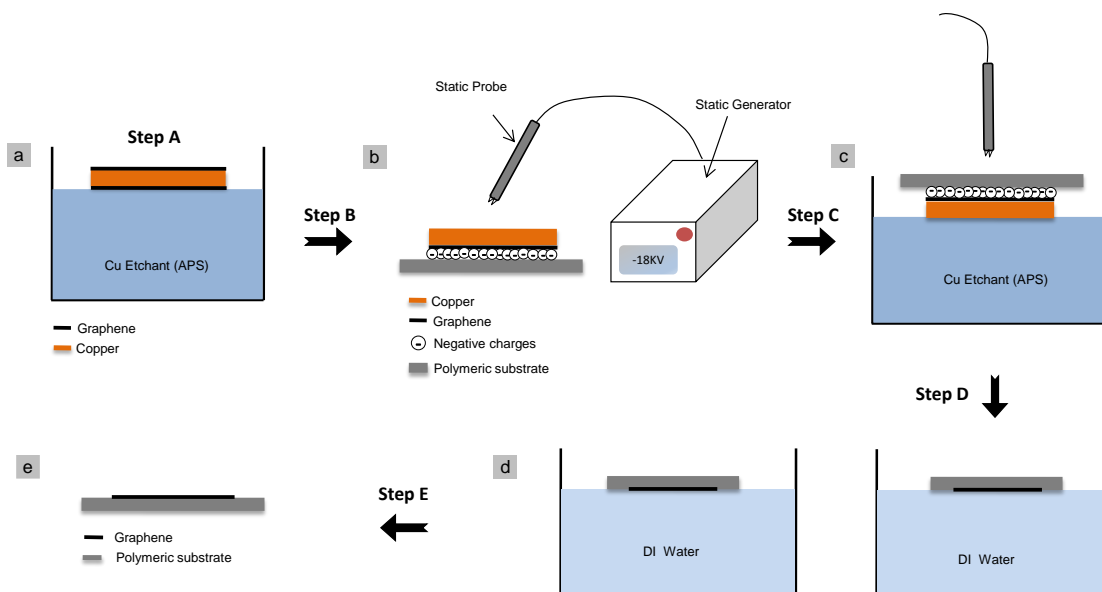 a
Step A
Cu Etchant (APS)
Graphene
Copper
Step B
b
Static Probe
Static Generator
-18KV
Copper
Graphene
Negative charges
Polymeric substrate
Step C
c
Cu Etchant (APS)
Step D
d
DI Water
DI Water
Step E
e
Graphene
Polymeric substrate